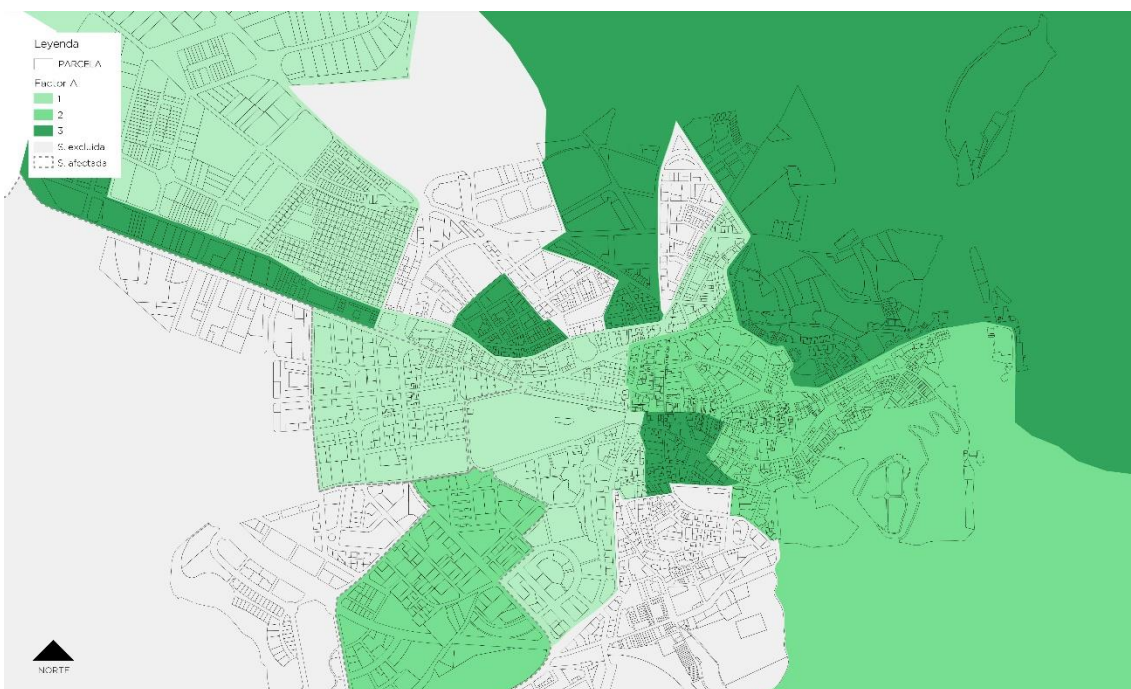 Leyenda
PARCELA
Factor A
1
2
3
S. excluida
S. afectada
NORTE